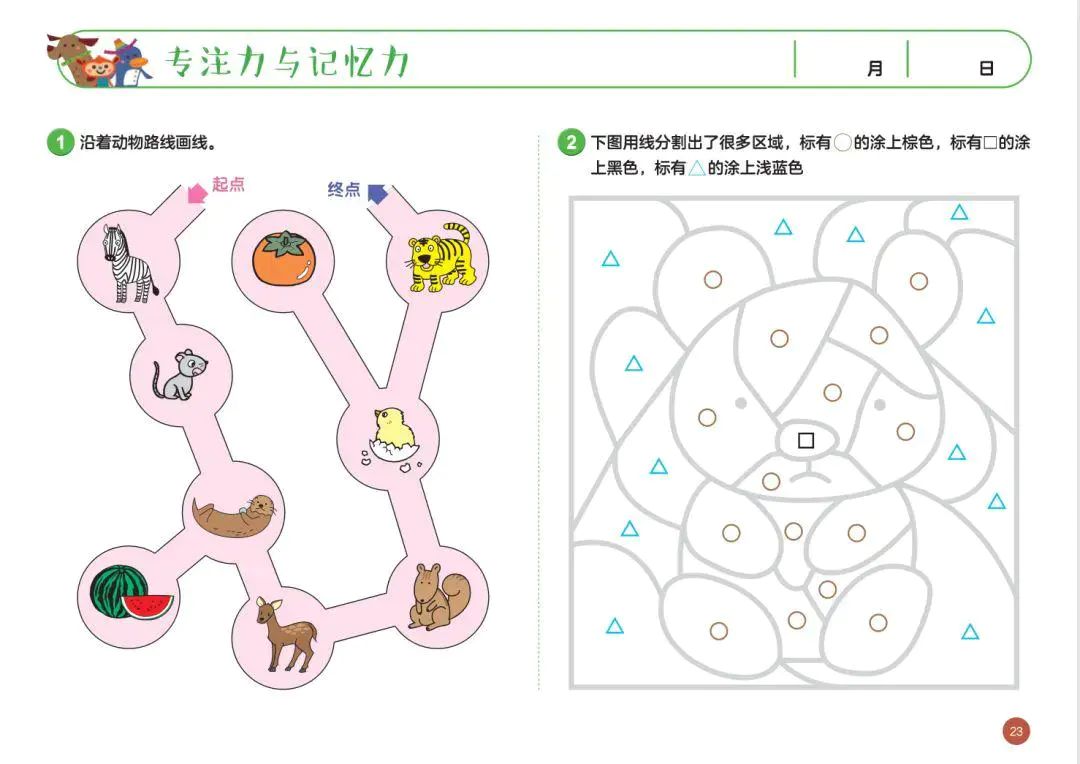 专注力与记忆力
月 日
1 沿着动物路线画线。
起点
终点
2 下图用线分割出了很多区域，标有○的涂上棕色，标有□的涂
上黑色，标有△的涂上浅蓝色
23